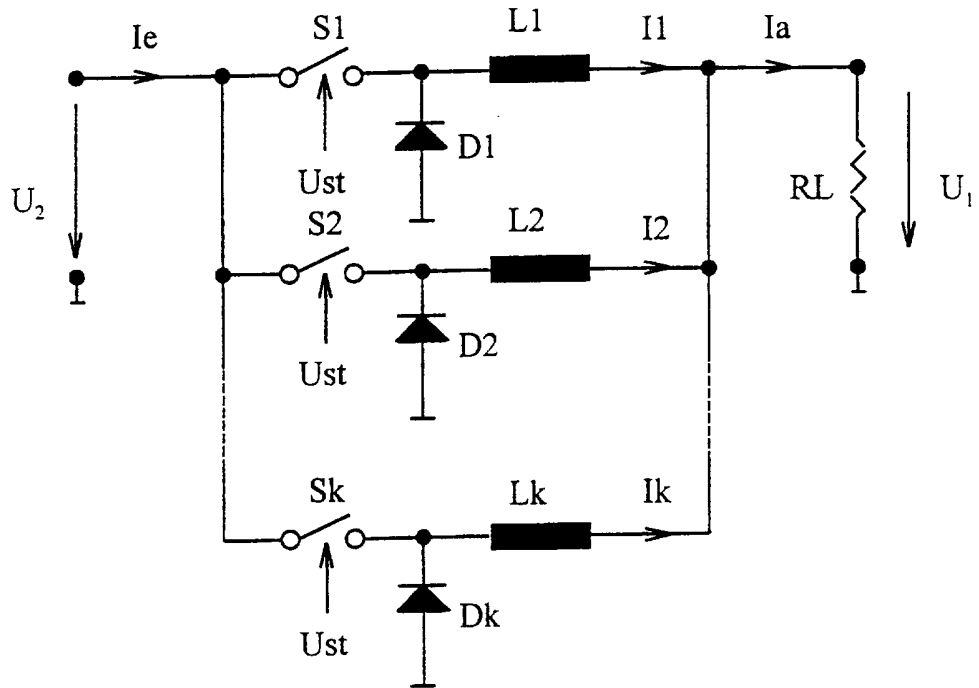 Ie S1 L1 I1 Ia
D1
U2 Ust RL U1
S2 L2 I2
D2
Ust
Sk Lk Ik
Dk
Ust